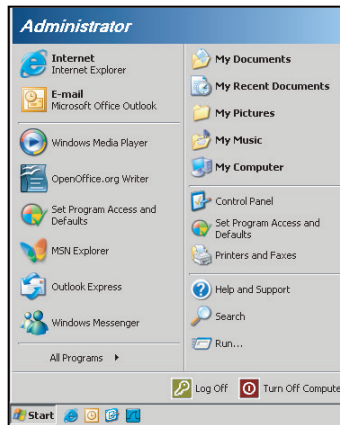 Administrator
Internet
Internet Explorer
E-mail
Microsoft Office Outlook
Windows Media Player
OpenOffice.org Writer
Set Program Access and
Defaults
MSN Explorer
Outlook Express
Windows Messenger
All Programs
My Documents
My Recent Documents
My Pictures
My Music
My Computer
Control Panel
Set Program Access and
Defaults
Printers and Faxes
Help and Support
Search
Run...
Log Off
Turn Off Compute
Start